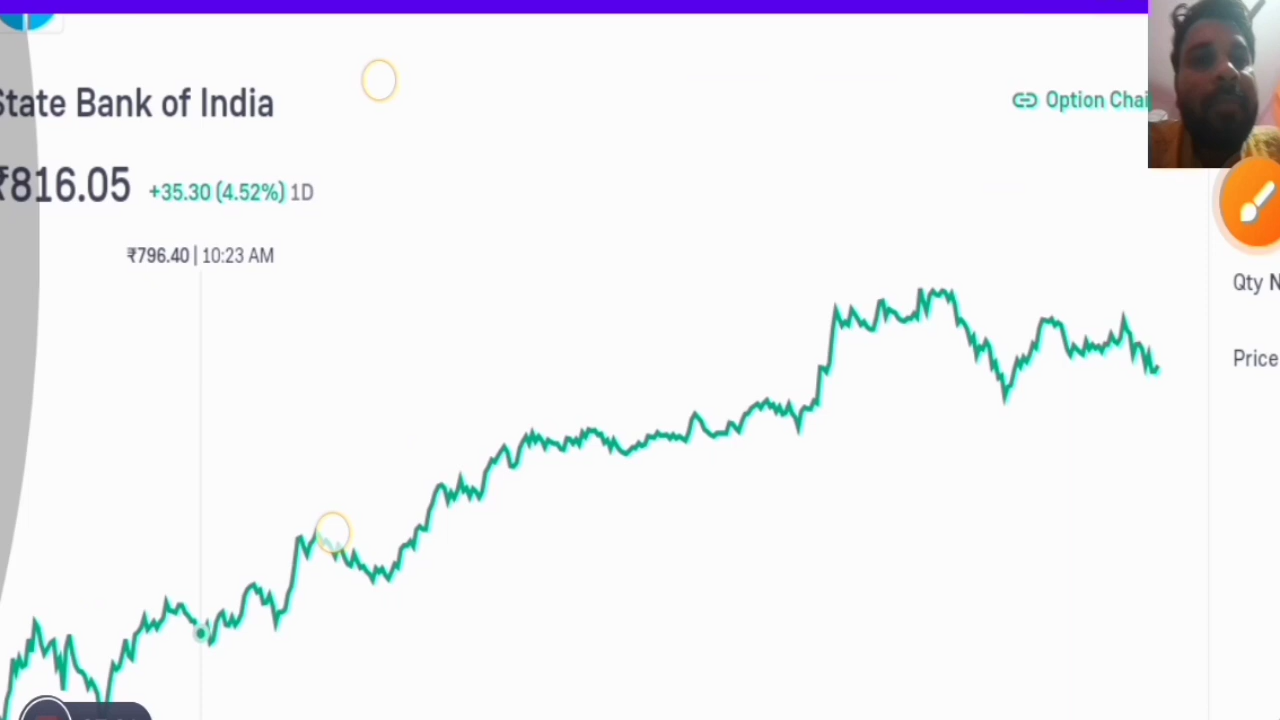 State Bank of India
Option Chai
₹816.05 +35.30 (4.52%) 1D
₹796.40 | 10:23 AM
Qty N
Price